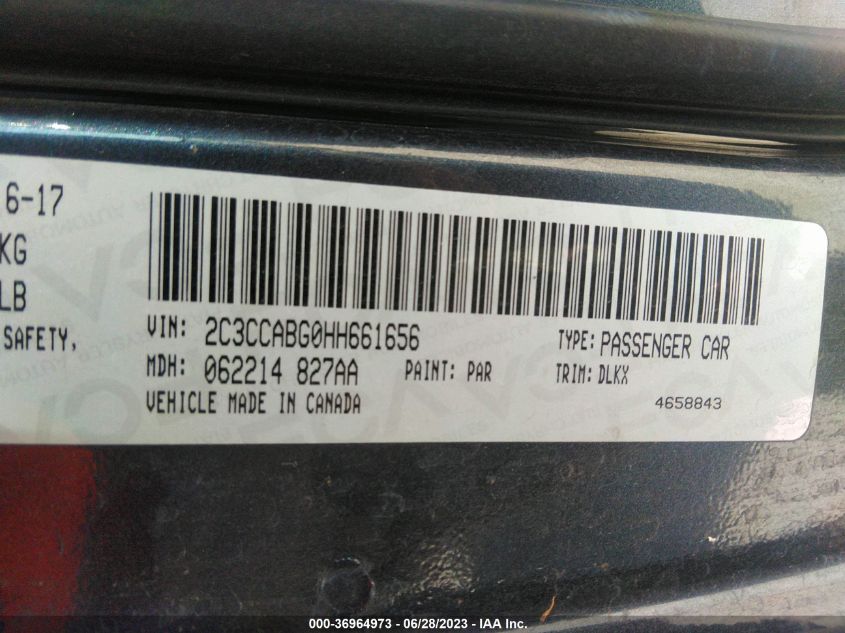 6-17
KG
LB
SAFETY,
VIN: 2C3CCABG0HH661656 TYPE: PASSENGER CAR
MDH: 062214 827AA PAINT: PAR TRIM: DLKX
VEHICLE MADE IN CANADA 4658843
000-36964973 / 06/28/2023 - IAA Inc.